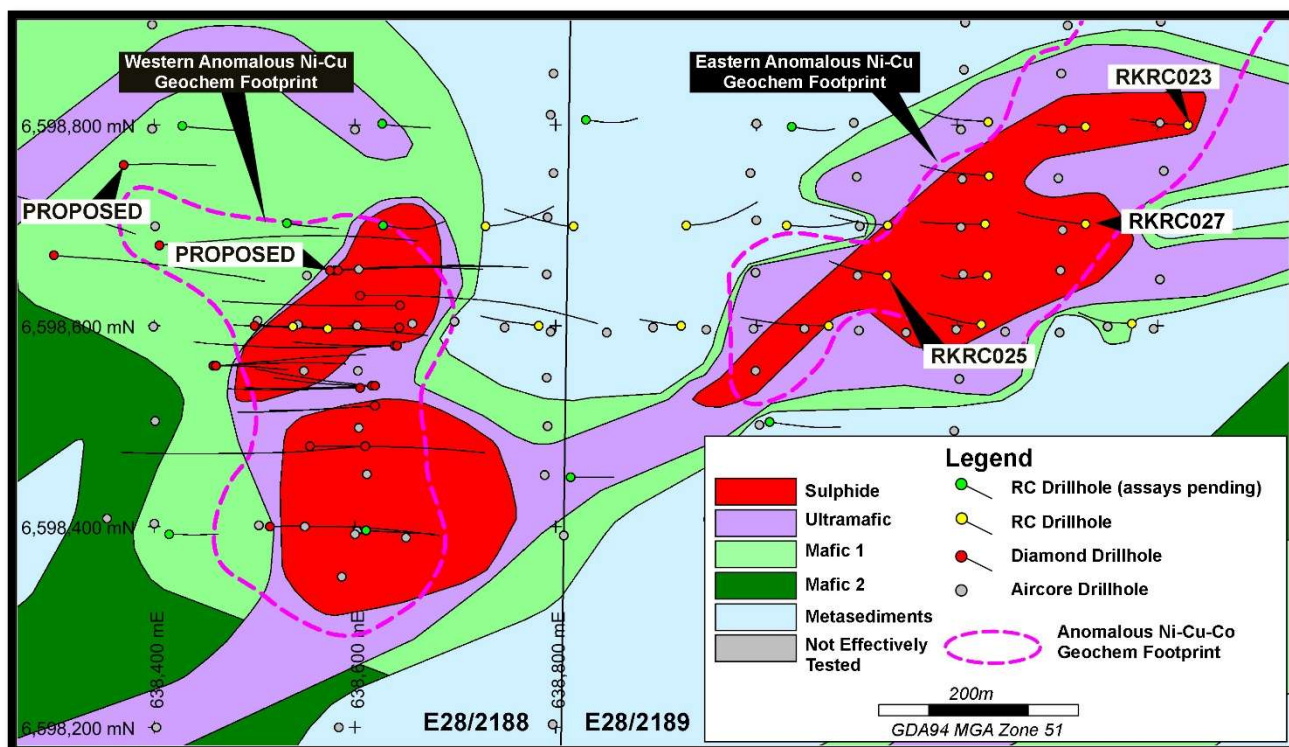 Western Anomalous Ni-Cu
Geochem Footprint
Eastern Anomalous Ni-Cu
Geochem Footprint
RKRC023
6,598,800 mN
PROPOSED
PROPOSED
RKRC027
6,598,600 mN
RKRC025
6,598,400 mN
638,400 mE
638,600 mE
638,800 mE
6,598,200 mN
E28/2188
E28/2189
Legend
Sulphide
Ultramafic
Mafic 1
Mafic 2
Metasediments
Not Effectively
Tested
RC Drillhole (assays pending)
RC Drillhole
Diamond Drillhole
Aircore Drillhole
Anomalous Ni-Cu-Co
Geochem Footprint
200m
GDA94 MGA Zone 51